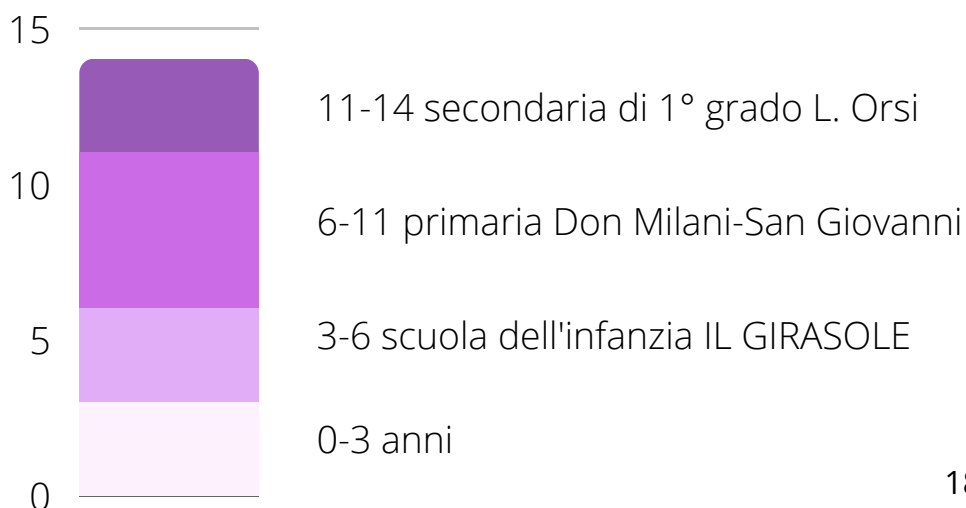 15
11-14 secondaria di 1° grado L. Orsi
10
6-11 primaria Don Milani-San Giovanni
5
3-6 scuola dell'infanzia IL GIRASOLE
0-3 anni
0